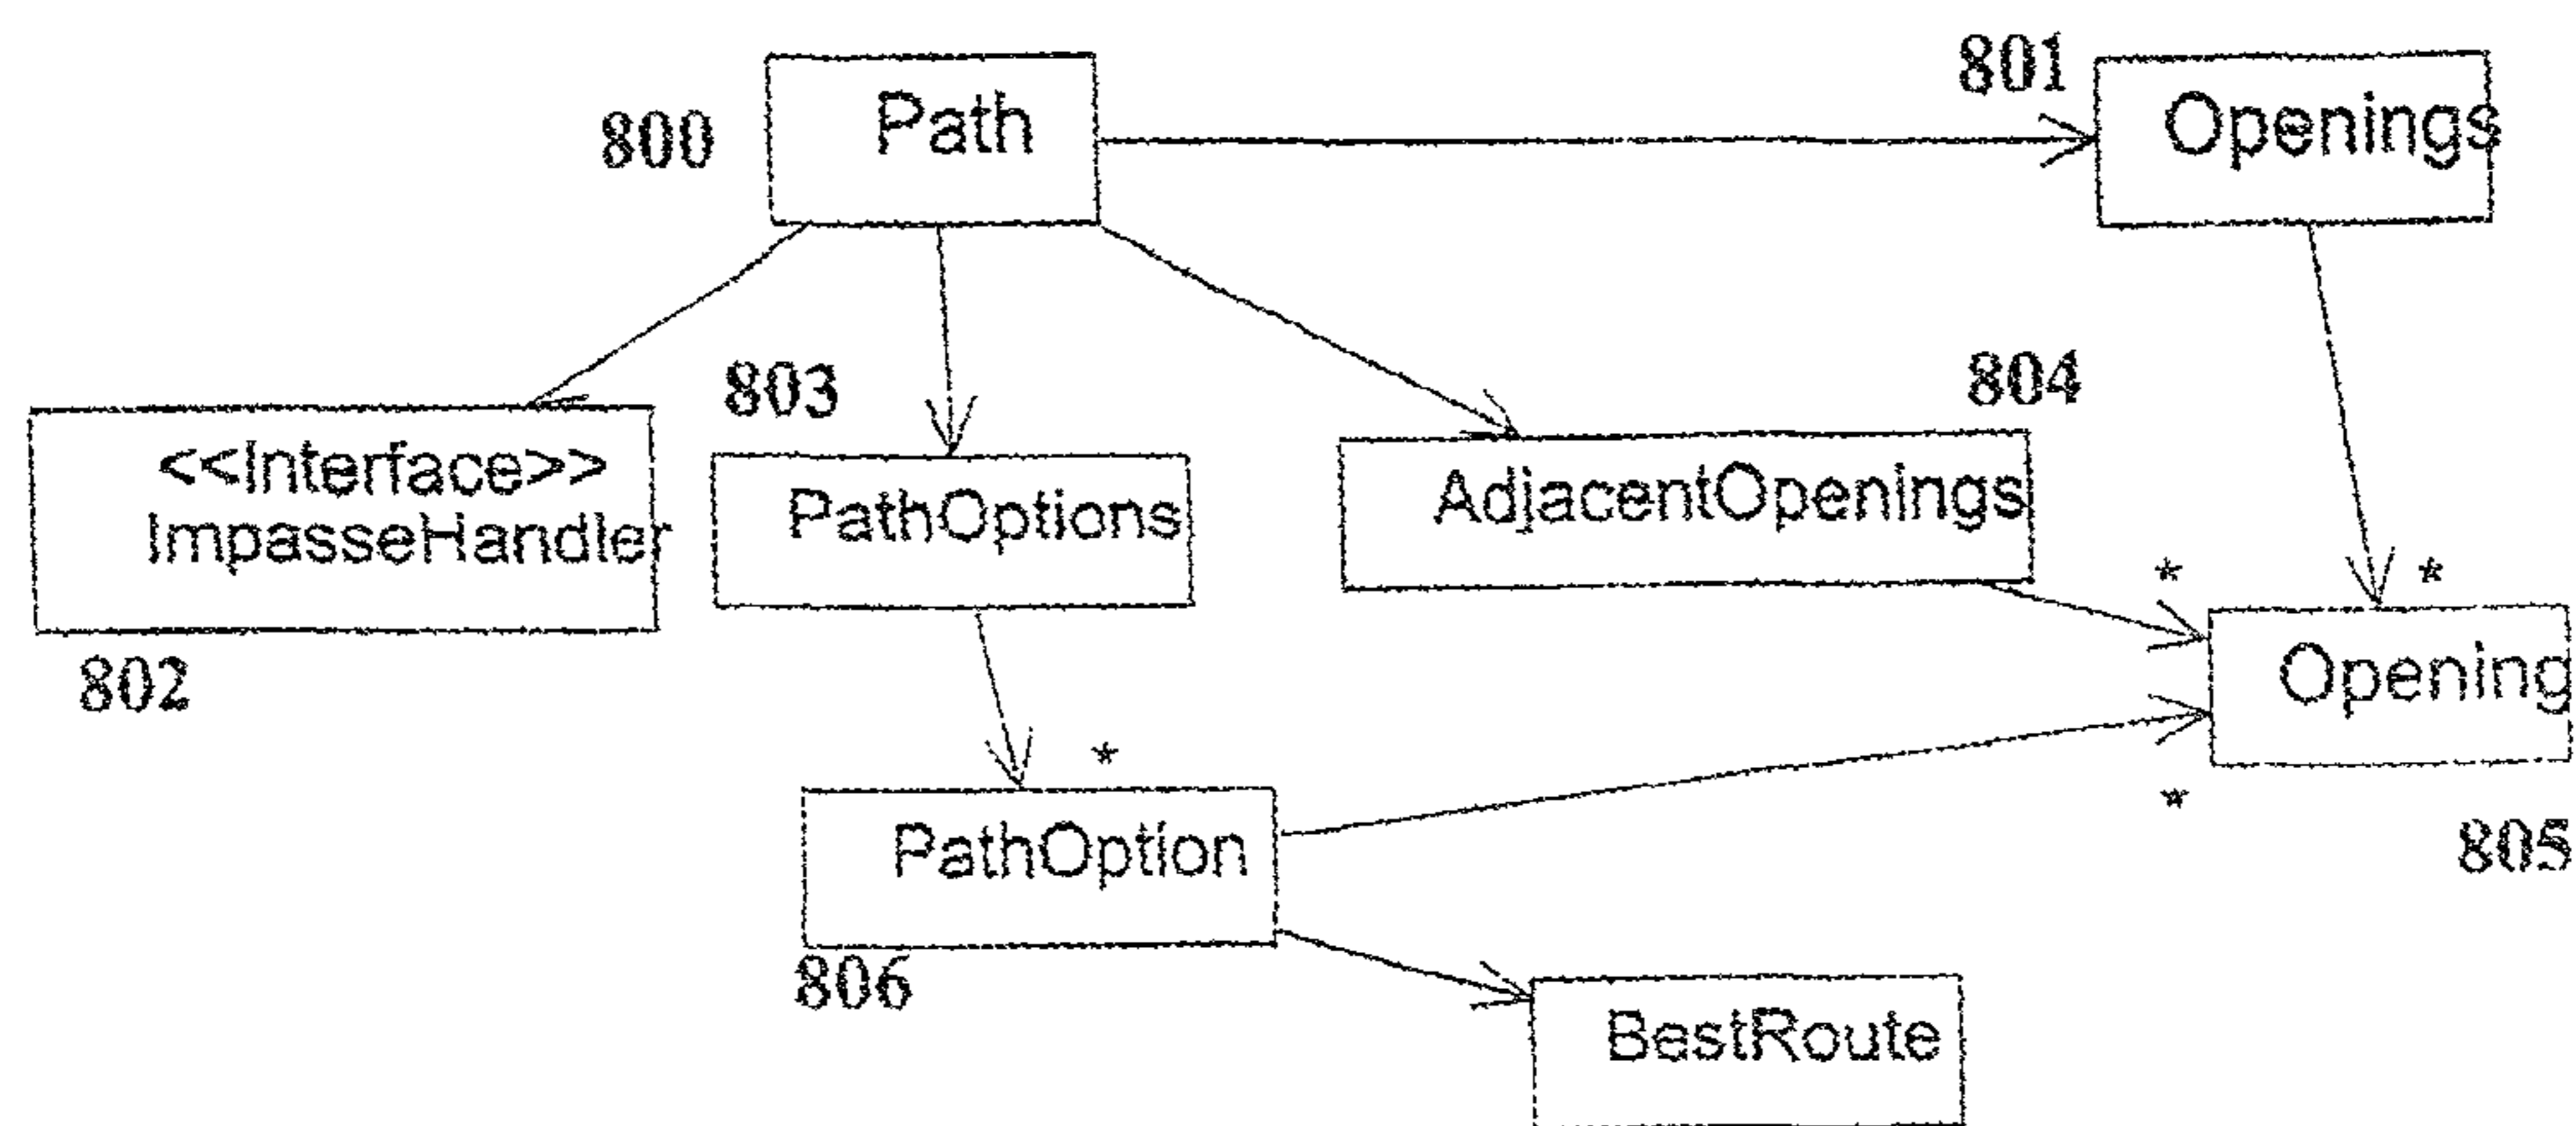 801
Path
Openings
800
803
804
<<Interface>>
ImpasseHandler
PathOptions
AdjacentOpenings
*
*
802
Opening
*
*
PathOption
805
806
BestRoute